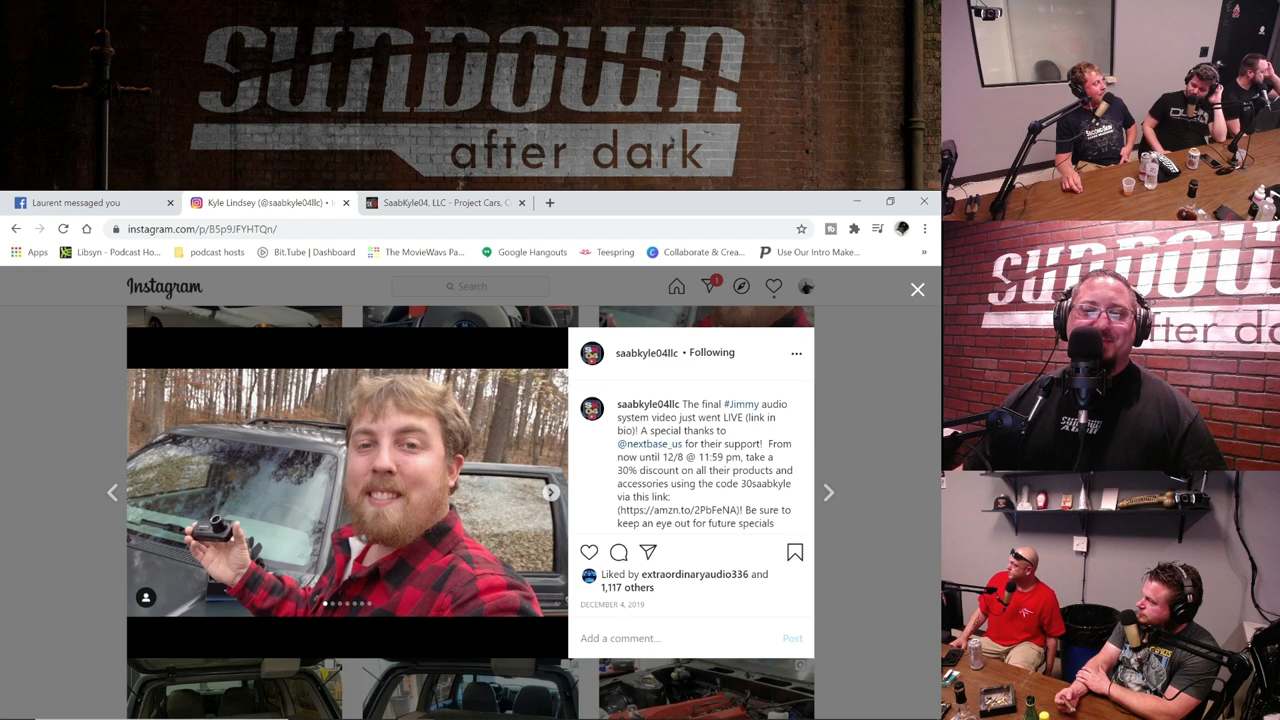 SUNDOWN
after dark
Laurent messaged you
Kyle Lindsey (@saabkyle04llc) •
SaabKyle04, LLC - Project Cars, C
instagram.com/p/B5p9JFYHTQn/
Apps
Libsyn - Podcast Ho...
podcast hosts
Bit.Tube | Dashboard
The MovieWavs Pa...
Google Hangouts
Teespring
Collaborate & Crea...
Use Our Intro Make...
»
Instagram
Search
1
saabkyle04llc • Following
saabkyle04llc The final #Jimmy audio
system video just went LIVE (link in
bio)! A special thanks to
@nextbase_us for their support! From
now until 12/8 @ 11:59 pm, take a
30% discount on all their products and
accessories using the code 30saabkyle
via this link:
(https://amzn.to/2PbFeNA)! Be sure to
keep an eye out for future specials
Liked by extraordinaryaudio336 and
1,117 others
DECEMBER 4, 2019
Add a comment...
Post
SUNDOWN
after da
SUNDOWN